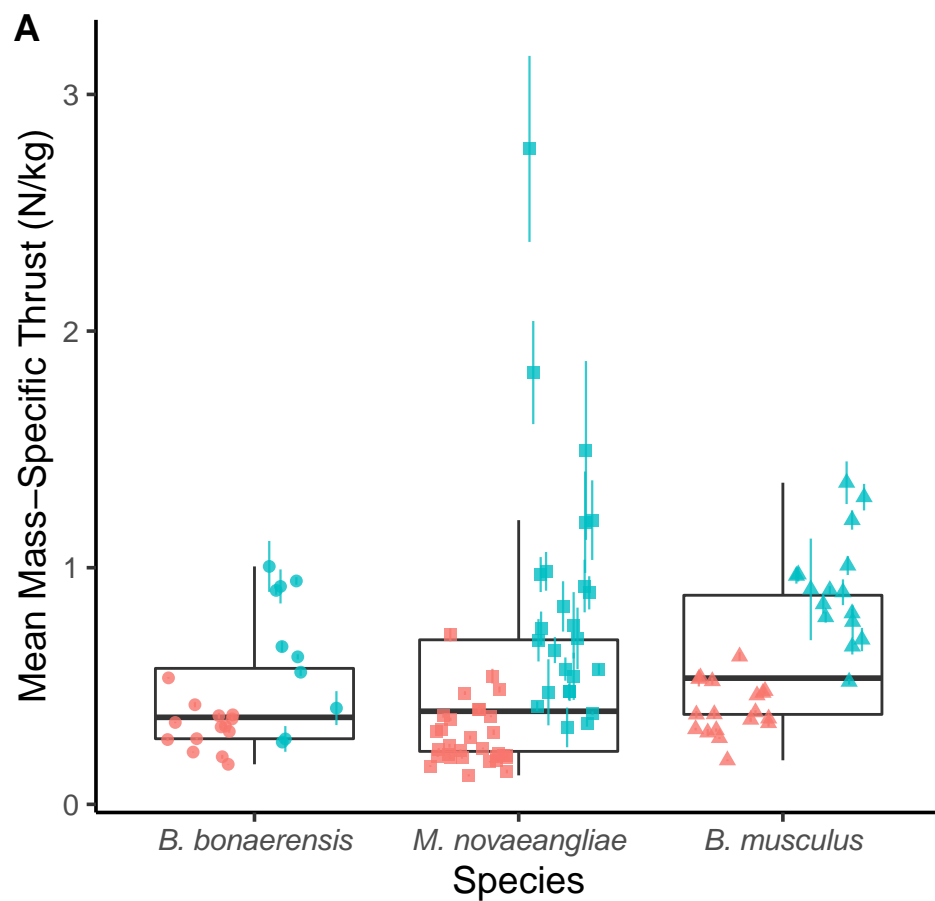 A
Mean Mass−Specific Thrust (N/kg)
3
2
1
0
B. bonaerensis M. novaeangliae B. musculus
Species